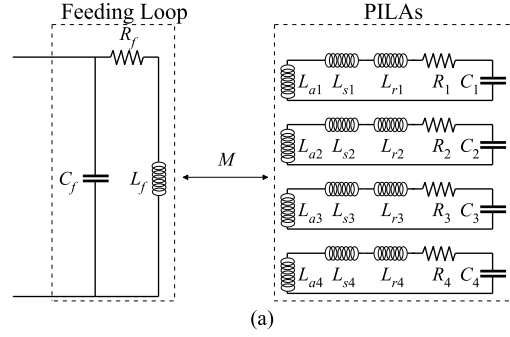 Feeding Loop PILAs
R_f
L_a1 L_s1 L_r1 R_1 C_1
L_a2 L_s2 L_r2 R_2 C_2
C_f L_f M
L_a3 L_s3 L_r3 R_3 C_3
L_a4 L_s4 L_r4 R_4 C_4
(a)